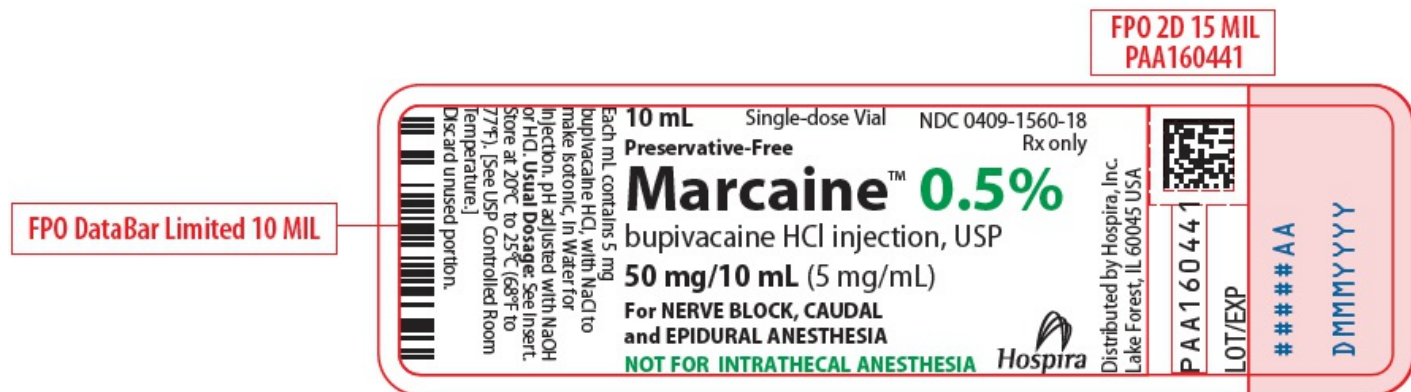 FPO 2D 15 MIL
PAA160441
FPO DataBar Limited 10 MIL
Each mL contains 5 mg
bupivacaine HCl, with NaCl to
make isotonic, in Water for
Injection. pH adjusted with NaOH
or HCl. Usual Dosage: See Insert.
Store at 20°C to 25°C (68°F to
77°F). [See USP Controlled Room
Temperature.]
Discard unused portion.
10 mL Single-dose Vial NDC 0409-1560-18
Preservative-Free Rx only
Marcaine™ 0.5%
bupivacaine HCl injection, USP
50 mg/10 mL (5 mg/mL)
For NERVE BLOCK, CAUDAL
and EPIDURAL ANESTHESIA
NOT FOR INTRATHECAL ANESTHESIA
Hospira
Distributed by Hospira, Inc.
Lake Forest, IL 60045 USA
PAA160441
LOT/EXP
#####AA
DMMMYYYY